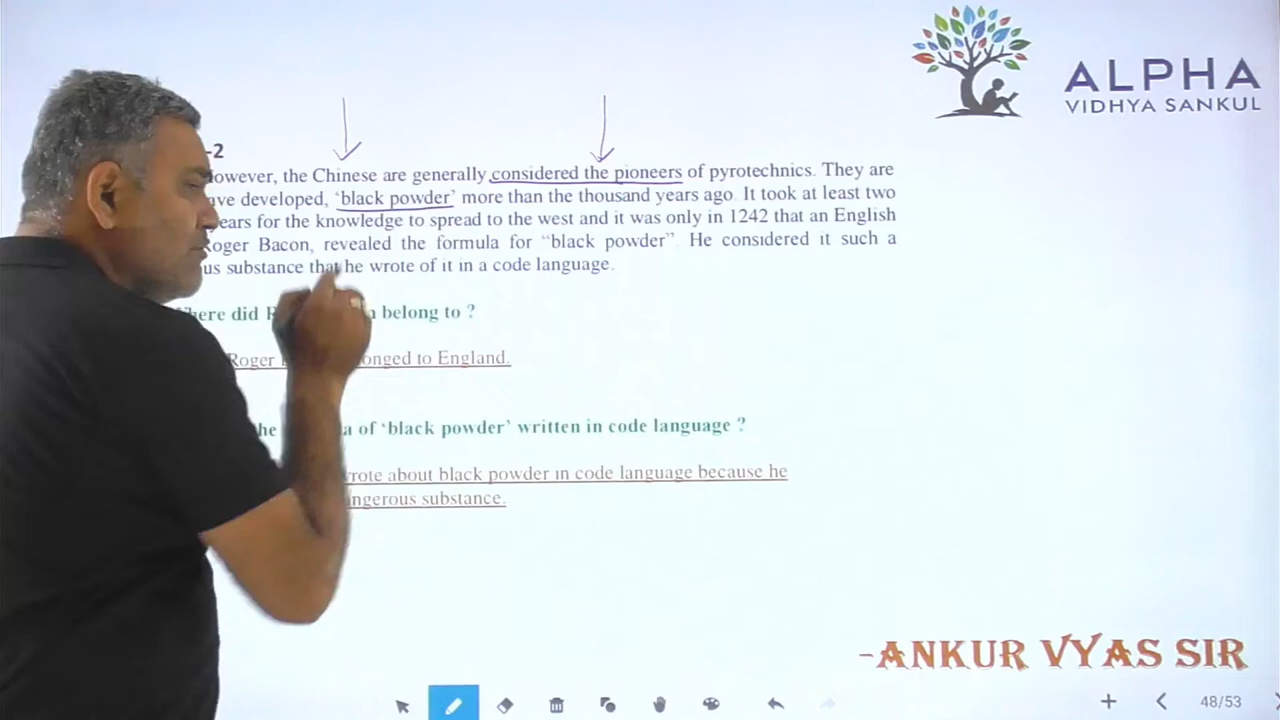 ALPHA
VIDHYA SANKUL
-2
owever, the Chinese are generally considered the pioneers of pyrotechnics. They are
ve developed, ‘black powder’ more than the thousand years ago. It took at least two
ears for the knowledge to spread to the west and it was only in 1242 that an English
Roger Bacon, revealed the formula for “black powder”. He considered it such a
us substance that he wrote of it in a code language.
here did belong to ?
Roger onged to England.
he a of ‘black powder’ written in code language ?
rote about black powder in code language because he
ngerous substance.
-ANKUR VYAS SIR
48/53